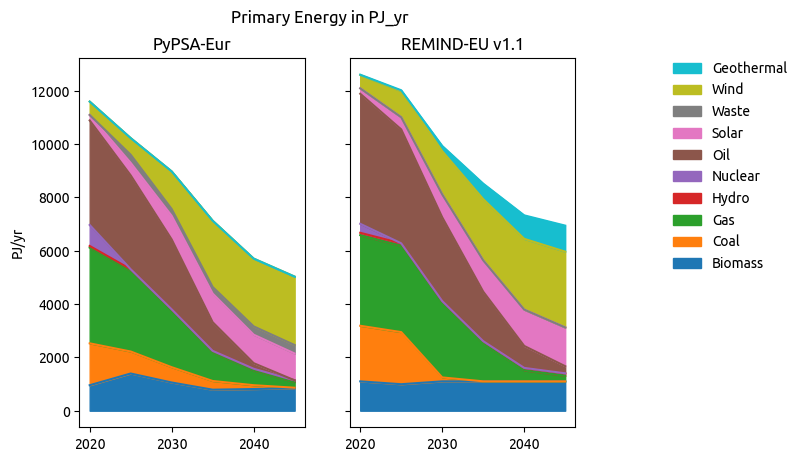 Primary Energy in PJ_yr
PyPSA-Eur
REMIND-EU v1.1
PJ/yr
12000
10000
8000
6000
4000
2000
0
2020
2030
2040
2020
2030
2040
Geothermal
Wind
Waste
Solar
Oil
Nuclear
Hydro
Gas
Coal
Biomass